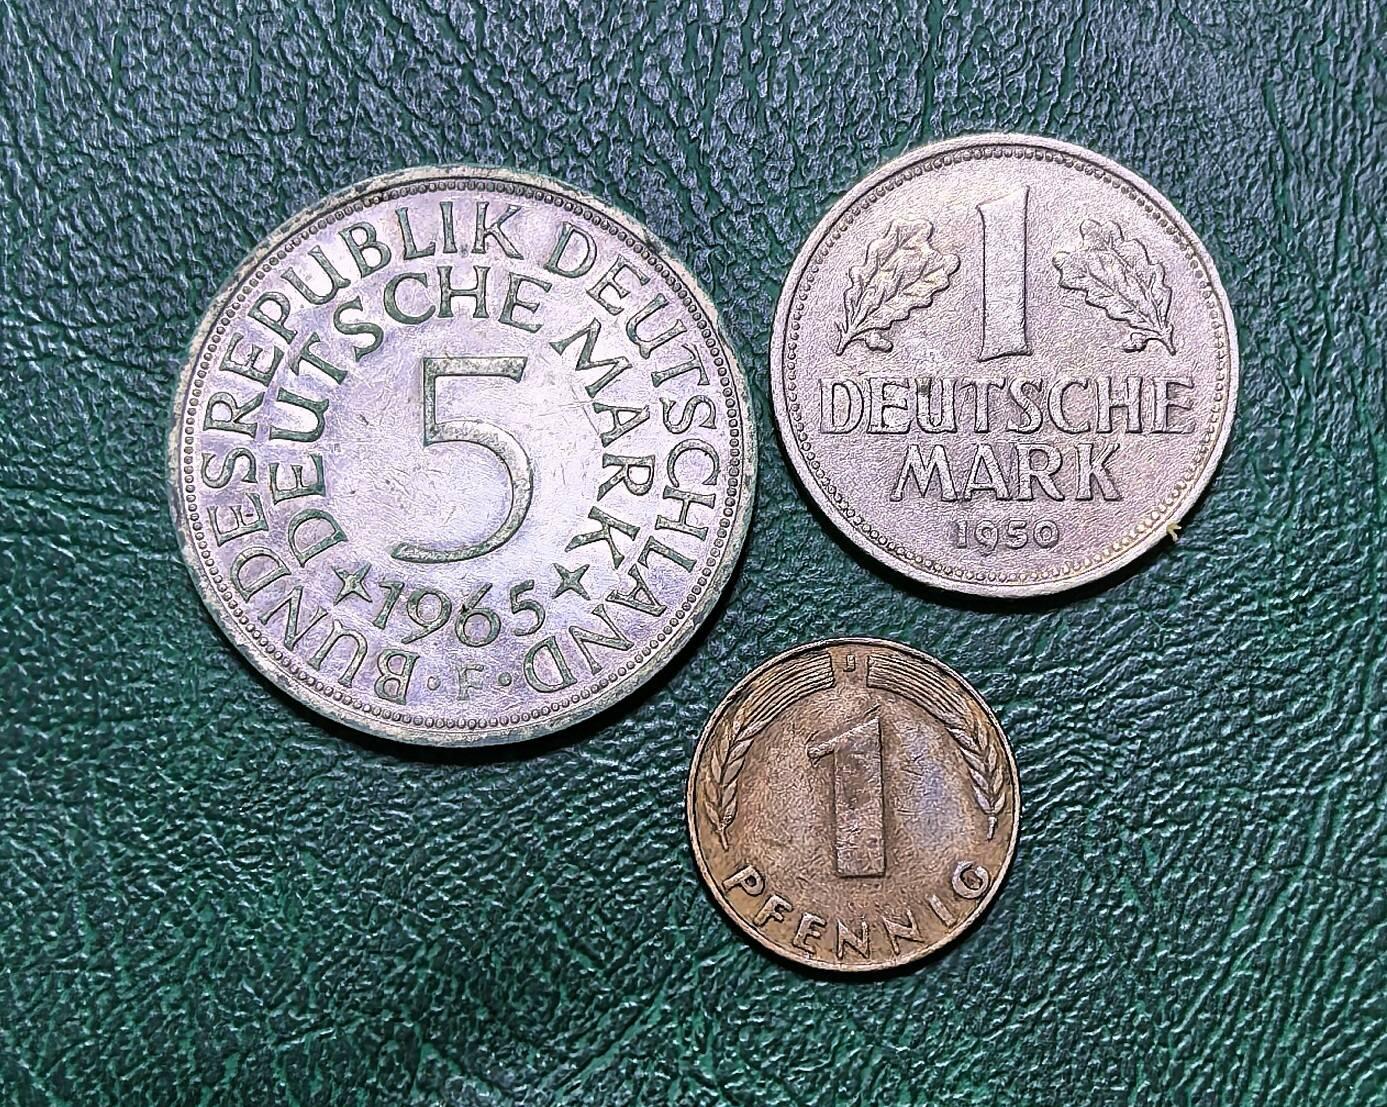 BUNDESREPUBLIK DEUTSCHLAND
DEUTSCHE MARK
5
1965
F
1
DEUTSCHE
MARK
1950
J
1
PFENNIG